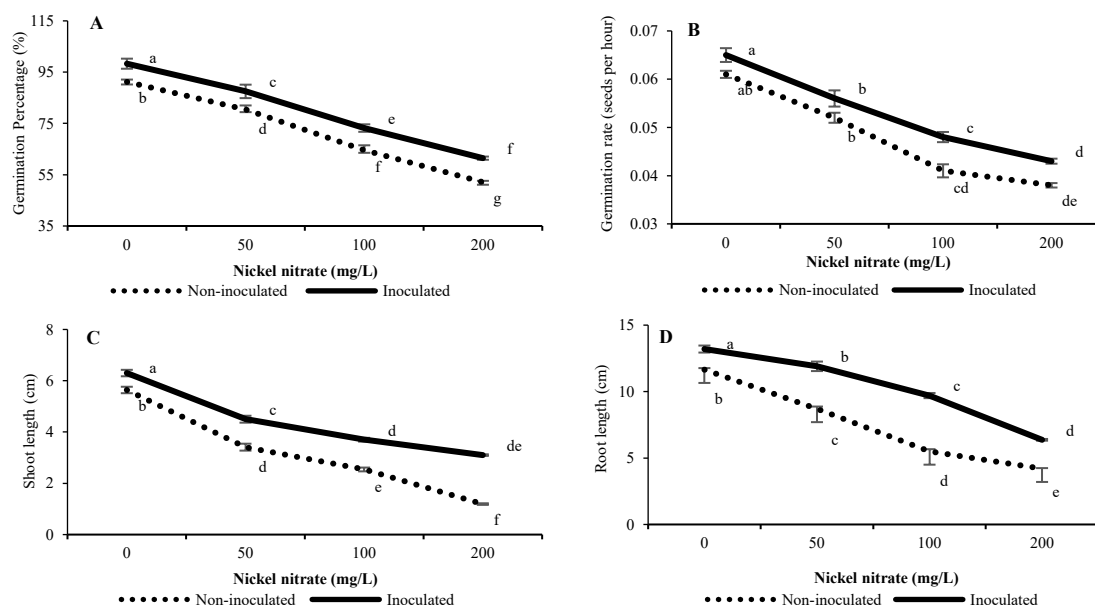 A
Germination Percentage (%)
115
95
75
55
35
a
b
c
d
e
f
f
g
0 50 100 200
Nickel nitrate (mg/L)
Non-inoculated Inoculated
B
Germination rate (seeds per hour)
0.07
0.06
0.05
0.04
0.03
a
ab
b
b
c
cd
d
de
0 50 100 200
Nickel nitrate (mg/L)
Non-inoculated Inoculated
C
Shoot length (cm)
8
6
4
2
0
a
b
c
d
d
e
de
f
0 50 100 200
Nickel nitrate (mg/L)
Non-inoculated Inoculated
D
Root length (cm)
15
10
5
0
a
b
b
c
c
d
d
e
0 50 100 200
Nickel nitrate (mg/L)
Non-inoculated Inoculated